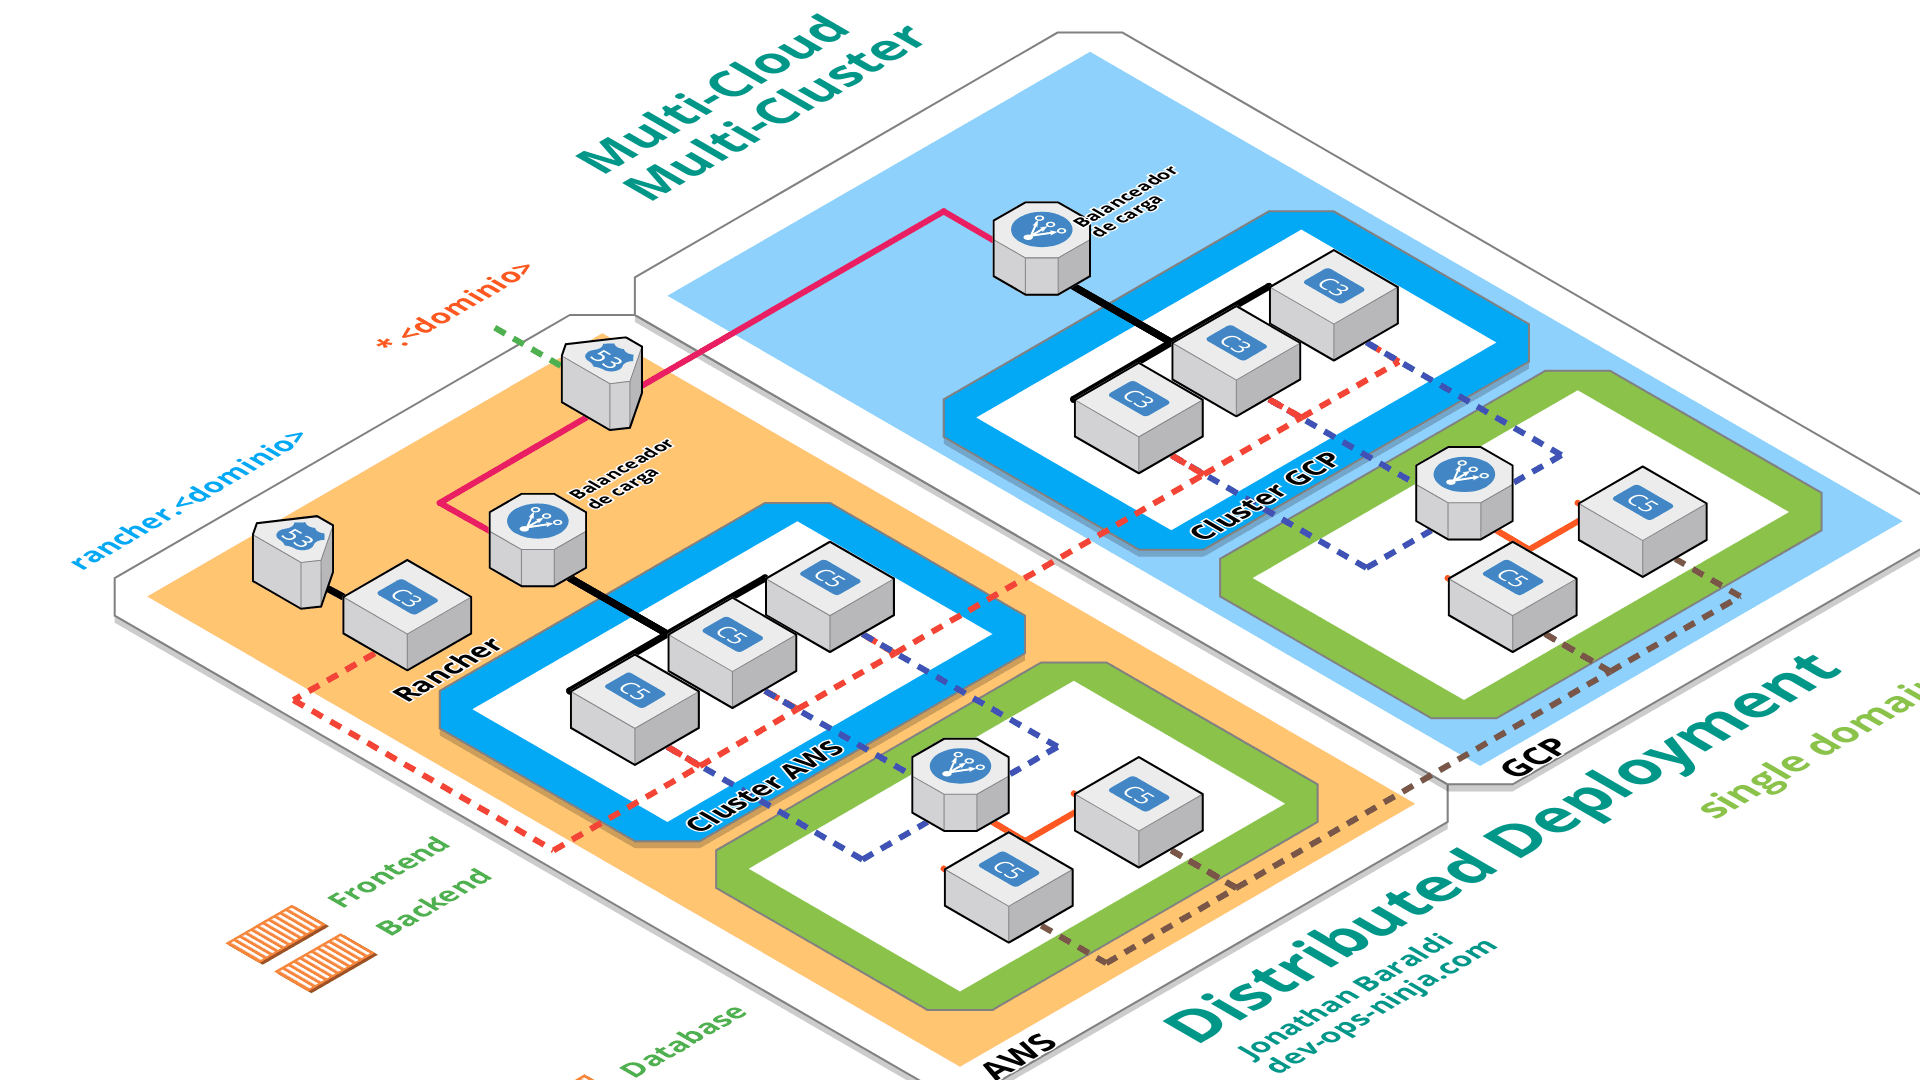 Multi-Cloud
Multi-Cluster
Balanceador
de carga
*.<dominio>
53
C3
C3
C3
Cluster GCP
rancher.<dominio>
53
C3
Rancher
Balanceador
de carga
C5
C5
C5
Cluster AWS
C5
C5
GCP
C5
C5
AWS
Distributed Deployment
single domain
Jonathan Baraldi
dev-ops-ninja.com
Frontend
Backend
Database